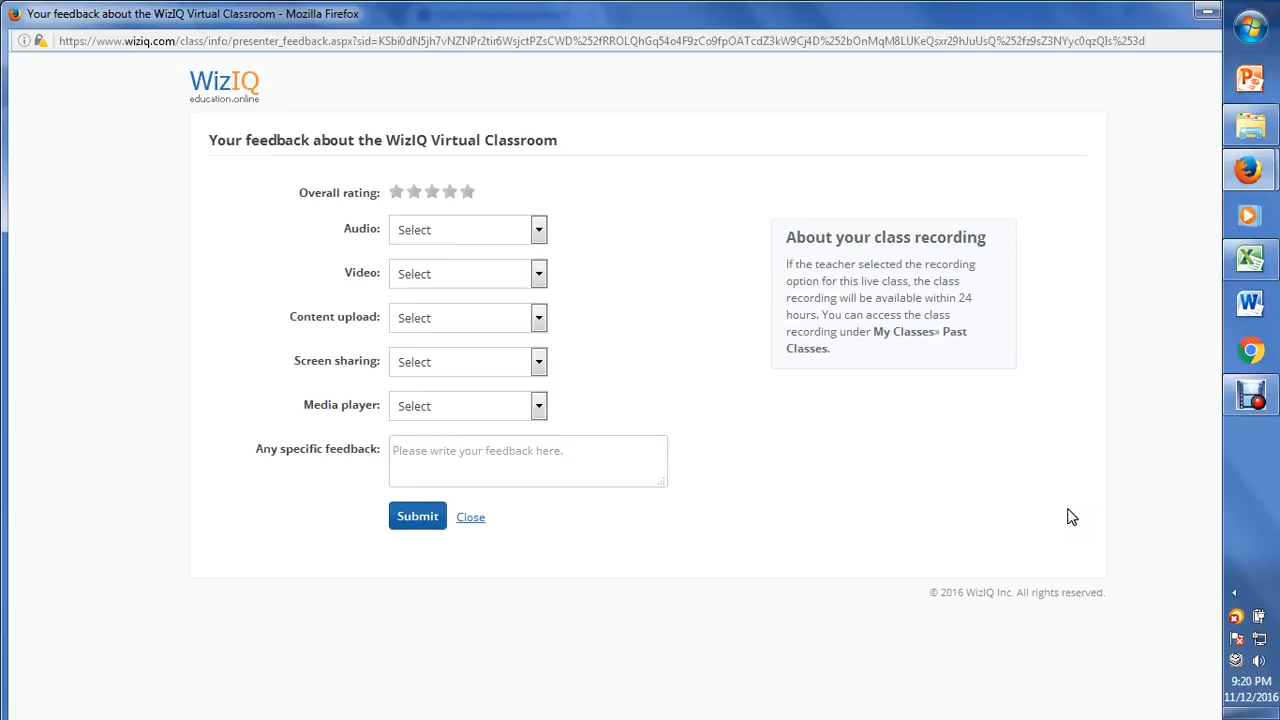 Your feedback about the WizIQ Virtual Classroom - Mozilla Firefox
https://www.wiziq.com/class/info/presenter_feedback.aspx?sid=
WizIQ
education.online
Your feedback about the WizIQ Virtual Classroom
Overall rating:
Audio: Select
Video: Select
Content upload: Select
Screen sharing: Select
Media player: Select
Any specific feedback: Please write your feedback here.
Submit Close
About your class recording
If the teacher selected the recording
option for this live class, the class
recording will be available within 24
hours. You can access the class
recording under My Classes» Past
Classes.
© 2016 WizIQ Inc. All rights reserved.
9:20 PM
11/12/2016